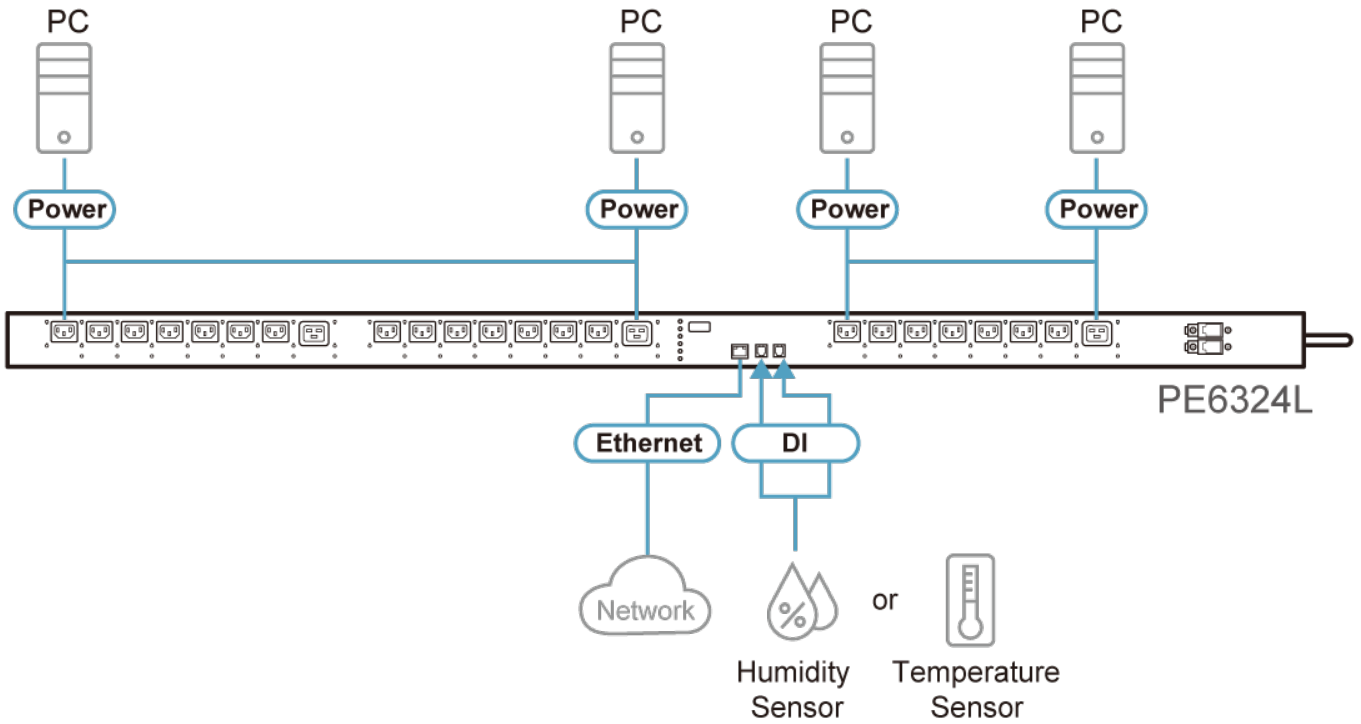 PC
PC
PC
PC
Power
Power
Power
Power
PE6324L
Ethernet
DI
Network
%
or
Humidity
Sensor
Temperature
Sensor